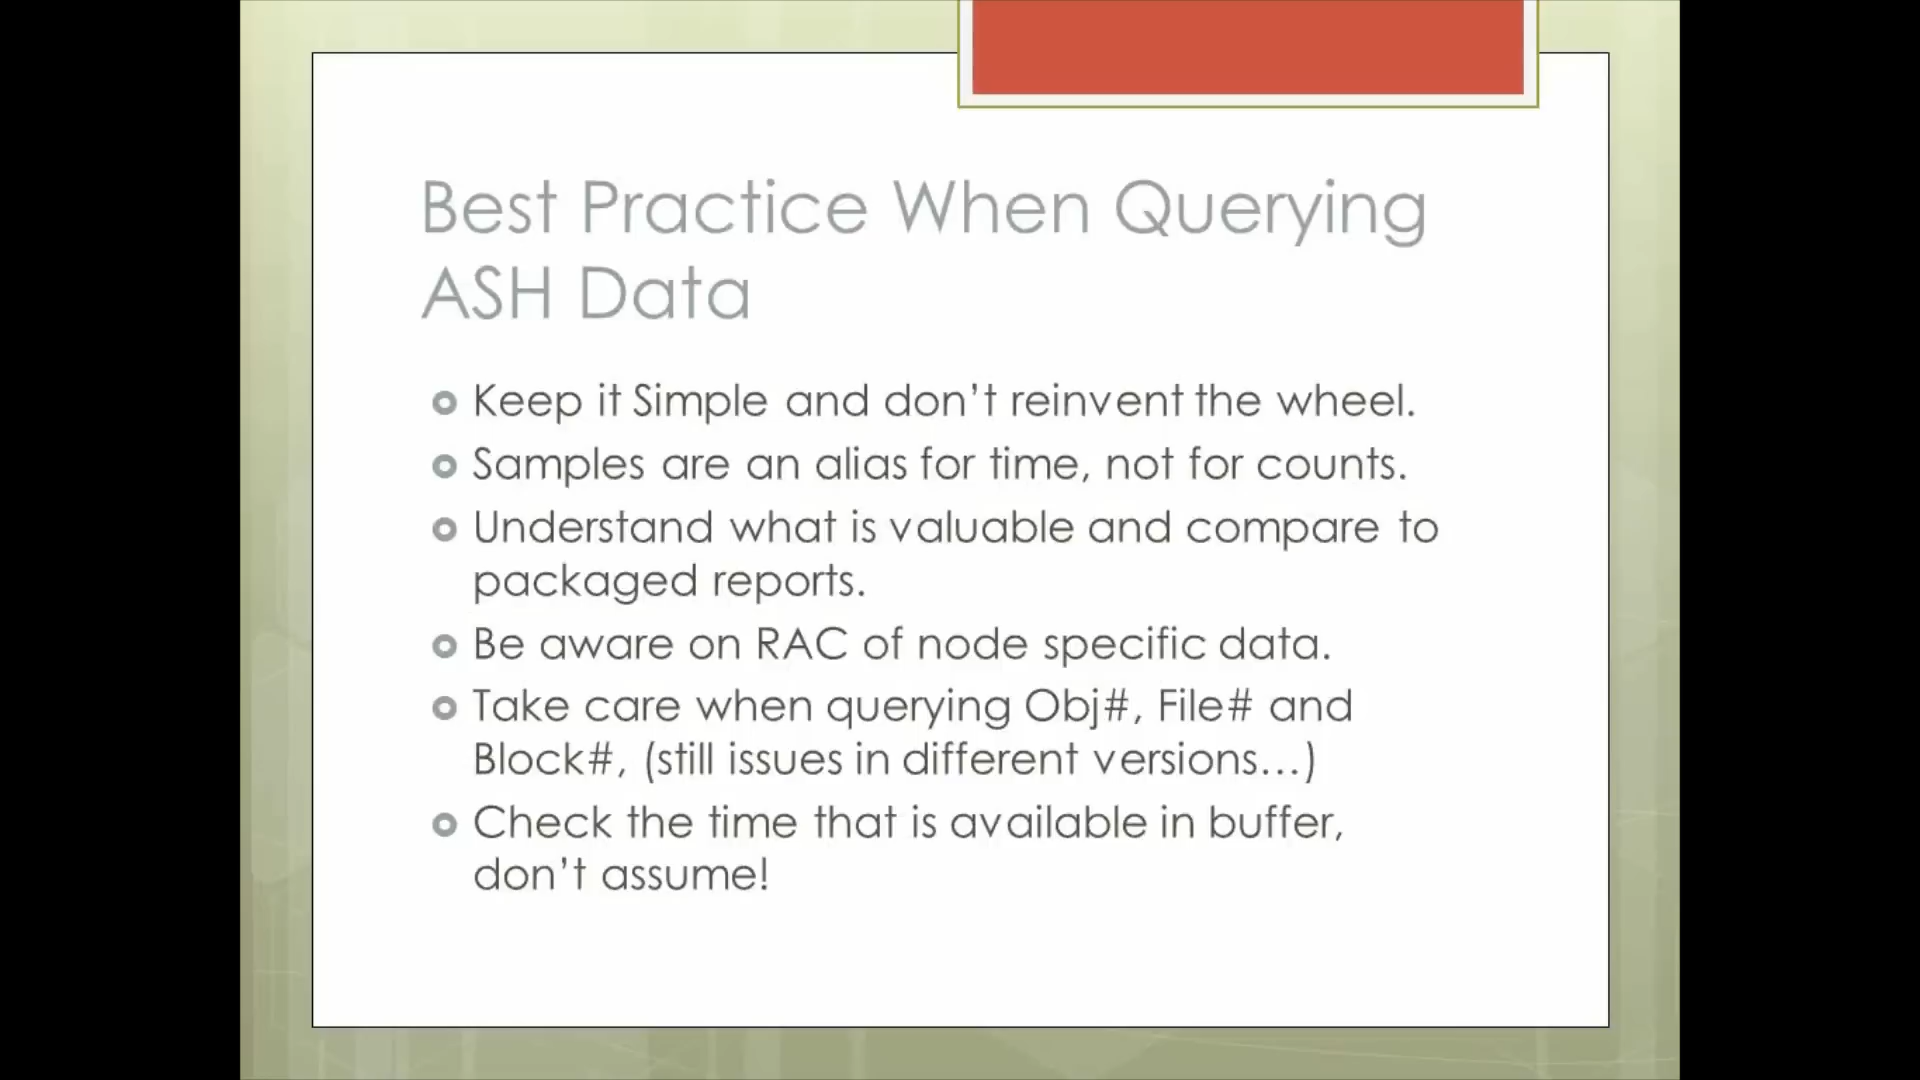 Best Practice When Querying
ASH Data
Keep it Simple and don't reinvent the wheel.
Samples are an alias for time, not for counts.
Understand what is valuable and compare to
packaged reports.
Be aware on RAC of node specific data.
Take care when querying Obj#, File# and
Block#, (still issues in different versions...)
Check the time that is available in buffer,
don't assume!